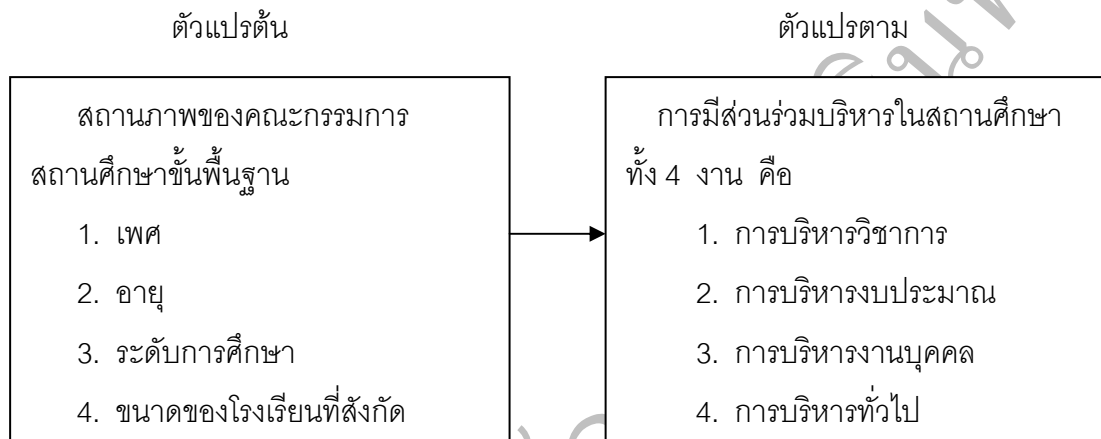 ตัวแปรต้น
ตัวแปรตาม
สถานภาพของคณะกรรมการ
สถานศึกษาขั้นพื้นฐาน
1. เพศ
2. อายุ
3. ระดับการศึกษา
4. ขนาดของโรงเรียนที่สังกัด
การมีส่วนร่วมบริหารในสถานศึกษา
ทั้ง 4 งาน คือ
1. การบริหารวิชาการ
2. การบริหารงบประมาณ
3. การบริหารงานบุคคล
4. การบริหารทั่วไป